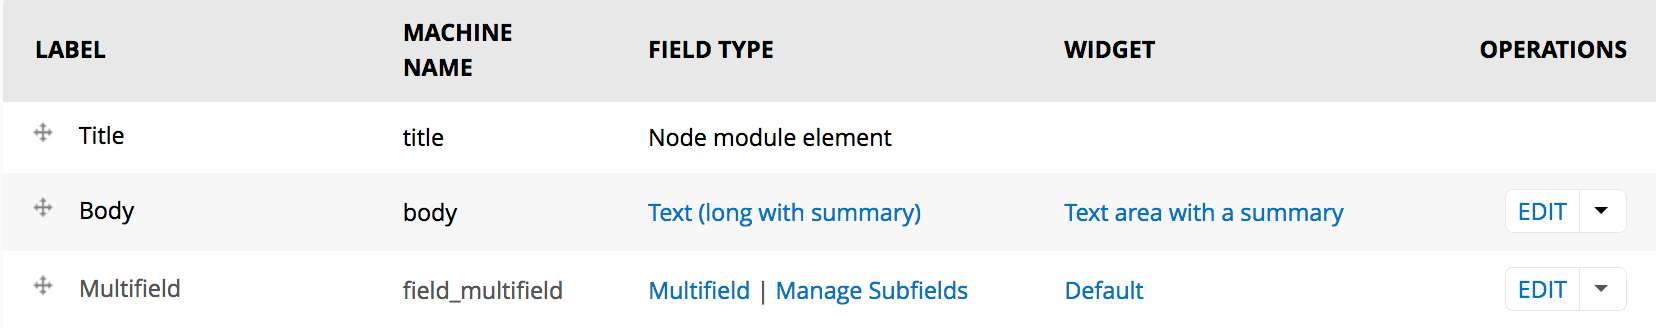 LABEL MACHINE NAME FIELD TYPE WIDGET OPERATIONS
Title title Node module element
Body body Text (long with summary) Text area with a summary EDIT
Multifield field_multifield Multifield | Manage Subfields Default EDIT